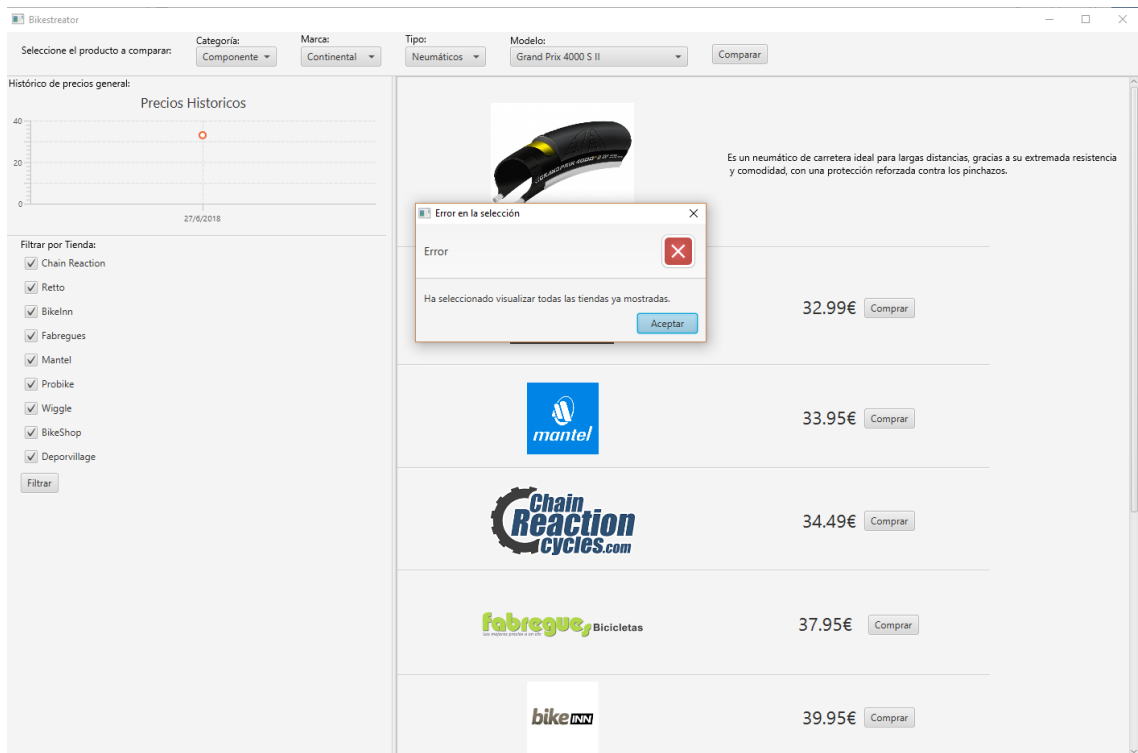 Bikestreator
Seleccione el producto a comparar:
Categoría:
Componente
Marca:
Continental
Tipo:
Neumáticos
Modelo:
Grand Prix 4000 S II
Comparar
Histórico de precios general:
Precios Historicos
40
20
0
27/6/2018
Filtrar por Tienda:
Chain Reaction
Retto
BikeInn
Fabregues
Mantel
Probike
Wiggle
BikeShop
Deporvillage
Filtrar
GRAND PRIX 4000
Es un neumático de carretera ideal para largas distancias, gracias a su extremada resistencia
y comodidad, con una protección reforzada contra los pinchazos.
Error en la selección
Error
Ha seleccionado visualizar todas las tiendas ya mostradas.
Aceptar
32.99€ Comprar
mantel
33.95€ Comprar
Chain
Reaction
cycles.com
34.49€ Comprar
fabregues Bicicletas
37.95€ Comprar
bikeINN
39.95€ Comprar